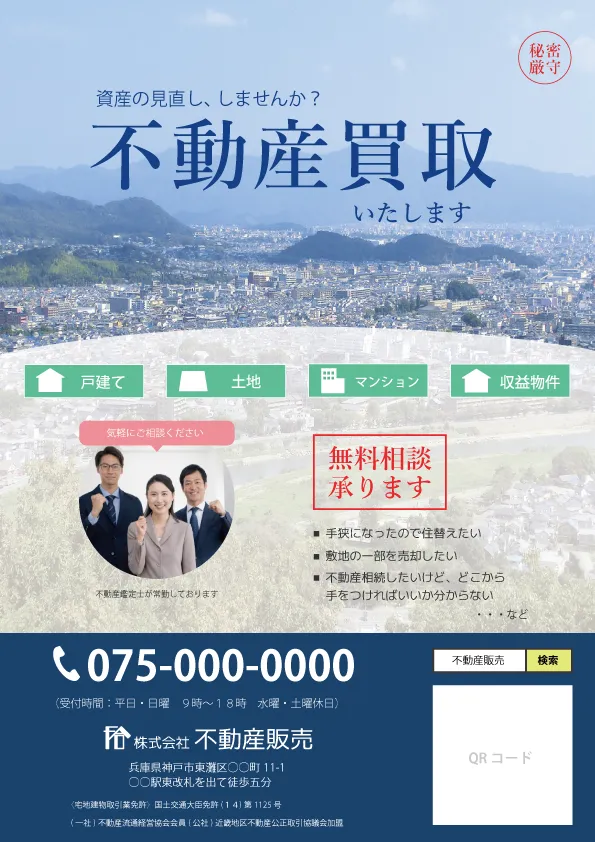 秘密
厳守
資産の見直し、しませんか？
不動産買取
いたします
戸建て
土地
マンション
収益物件
気軽にご相談ください
不動産鑑定士が常勤しております
無料相談
承ります
■ 手狭になったので住替えたい
■ 敷地の一部を売却したい
■ 不動産相続したいけど、どこから
手をつければいいか分からない
・・・など
075-000-0000
（受付時間：平日・日曜　９時～１８時　水曜・土曜休日）
株式会社 不動産販売
兵庫県神戸市東灘区〇〇町 11-1
〇〇駅東改札を出て徒歩五分
〈宅地建物取引業免許〉国土交通大臣免許 ( 1 4 ) 第 1125 号
( 一社 ) 不動産流通経営協会会員 ( 公社 ) 近畿地区不動産公正取引協議会加盟
不動産販売
検索
QR コード